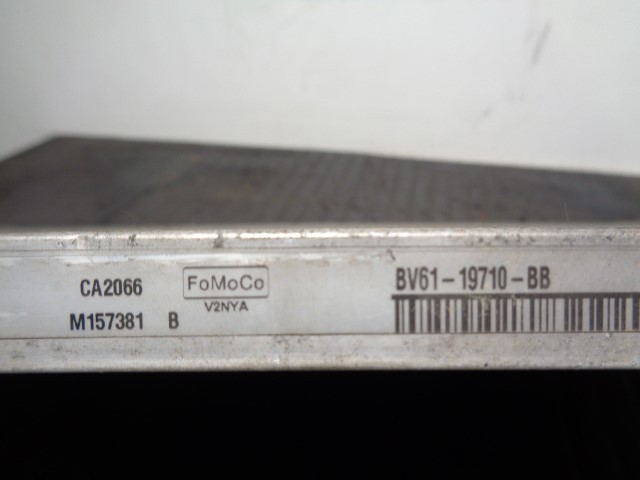 CA2066
FoMoCo
V2NYA
M157381 B
BV61-19710-BB